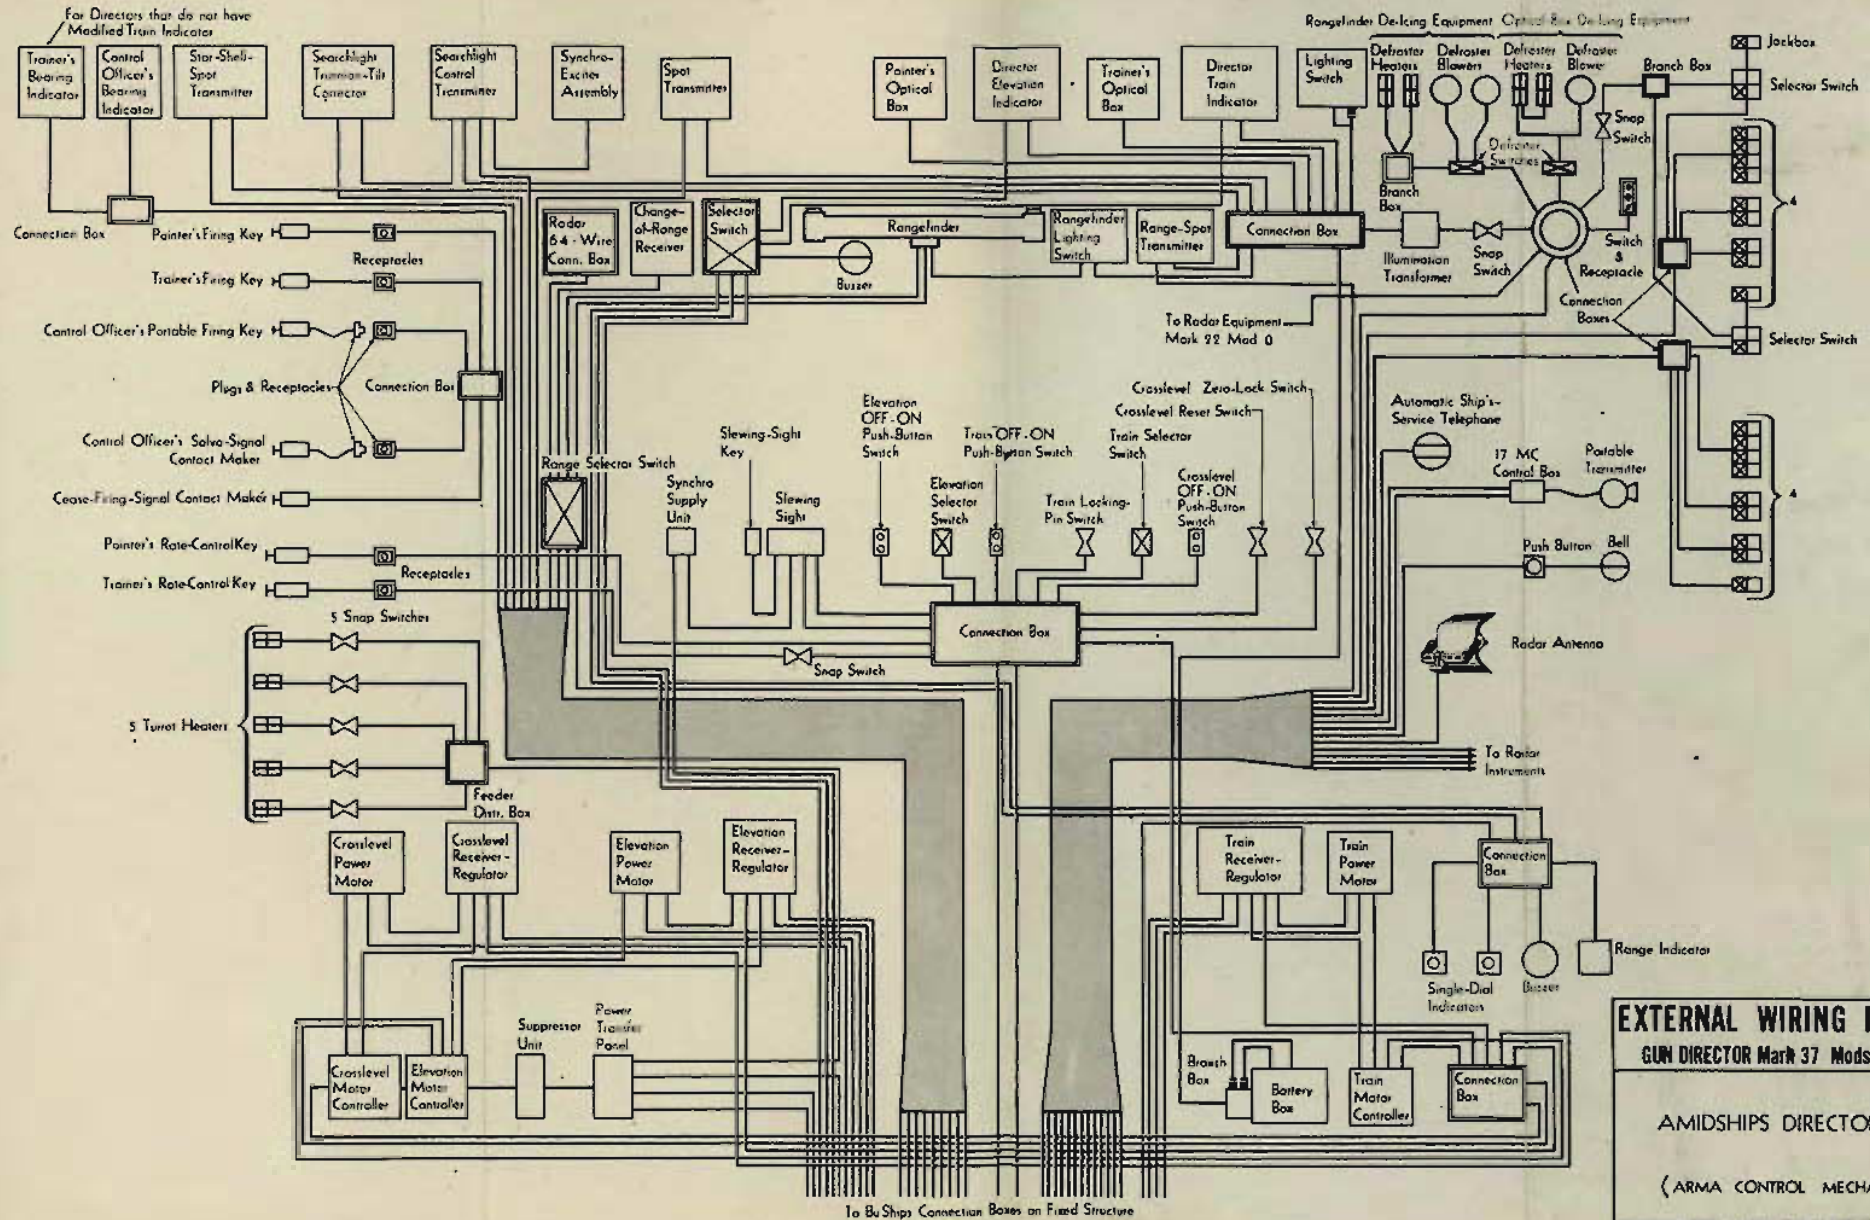 For Directors that do not have
Modified Train Indicator
Trainer's
Bearing
Indicator
Control
Officer's
Bearing
Indicator
Star-Shell-
Spot
Transmitter
Searchlight
Trunnion-Tilt
Corrector
Searchlight
Control
Transmitter
Synchro-
Exciter
Assembly
Spot
Transmitter
Pointer's
Optical
Box
Director
Elevation
Indicator
Trainer's
Optical
Box
Director
Train
Indicator
Lighting
Switch
Rangefinder De-Icing Equipment
Optical-Box De-Icing Equipment
Defroster
Heaters
Defroster
Blowers
Defroster
Heaters
Defroster
Blower
Branch Box
Jackbox
Selector Switch
Snap
Switch
Defroster
Switches
Branch
Box
4
Connection Box
Pointer's Firing Key
Receptacles
Trainer's Firing Key
Control Officer's Portable Firing Key
Plugs & Receptacles
Connection Box
Control Officer's Salvo-Signal
Contact Maker
Cease-Firing-Signal Contact Maker
Pointer's Rate-Control Key
Receptacles
Trainer's Rate-Control Key
Radar
64-Wire
Conn. Box
Change-
of-Range
Receiver
Selector
Switch
Rangefinder
Buzzer
Rangefinder
Lighting
Switch
Range-Spot
Transmitter
Connection Box
Illumination
Transformer
Snap
Switch
Switch
&
Receptacle
Connection
Boxes
To Radar Equipment
Mark 22 Mod 0
Selector Switch
Range Selector Switch
Synchro
Supply
Unit
Slewing-Sight
Key
Slewing
Sight
Elevation
OFF-ON
Push-Button
Switch
Elevation
Selector
Switch
Train OFF-ON
Push-Button Switch
Train Locking-
Pin Switch
Crosslevel Zero-Lock Switch
Crosslevel Reset Switch
Train Selector
Switch
Crosslevel
OFF-ON
Push-Button
Switch
Automatic Ship's-
Service Telephone
17 MC
Control Box
Portable
Transmitter
4
Push Button
Bell
Connection Box
Snap Switch
Radar Antenna
5 Snap Switches
5 Turret Heaters
Feeder
Distr. Box
To Radar
Instruments
Crosslevel
Power
Motor
Crosslevel
Receiver-
Regulator
Elevation
Power
Motor
Elevation
Receiver-
Regulator
Train
Receiver-
Regulator
Train
Power
Motor
Connection
Box
Range Indicator
Single-Dial
Indicators
Buzzer
Suppressor
Unit
Power
Transfer
Panel
Crosslevel
Motor
Controller
Elevation
Motor
Controller
Branch
Box
Battery
Box
Train
Motor
Controller
Connection
Box
To BuShips Connection Boxes on Fixed Structure
EXTERNAL WIRING
GUN DIRECTOR Mark 37 Mods
AMIDSHIPS DIRECTO
(ARMA CONTROL MECHA